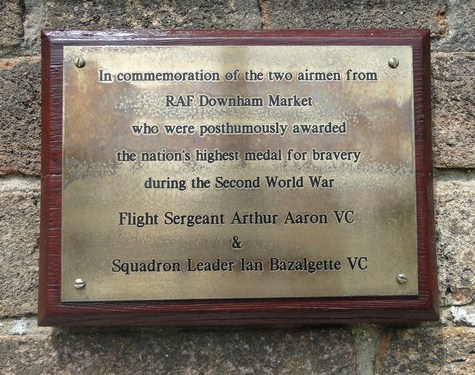 In commemoration of the two airmen from
RAF Downham Market
who were posthumously awarded
the nation's highest medal for bravery
during the Second World War
Flight Sergeant Arthur Aaron VC
&
Squadron Leader Ian Bazalgette VC